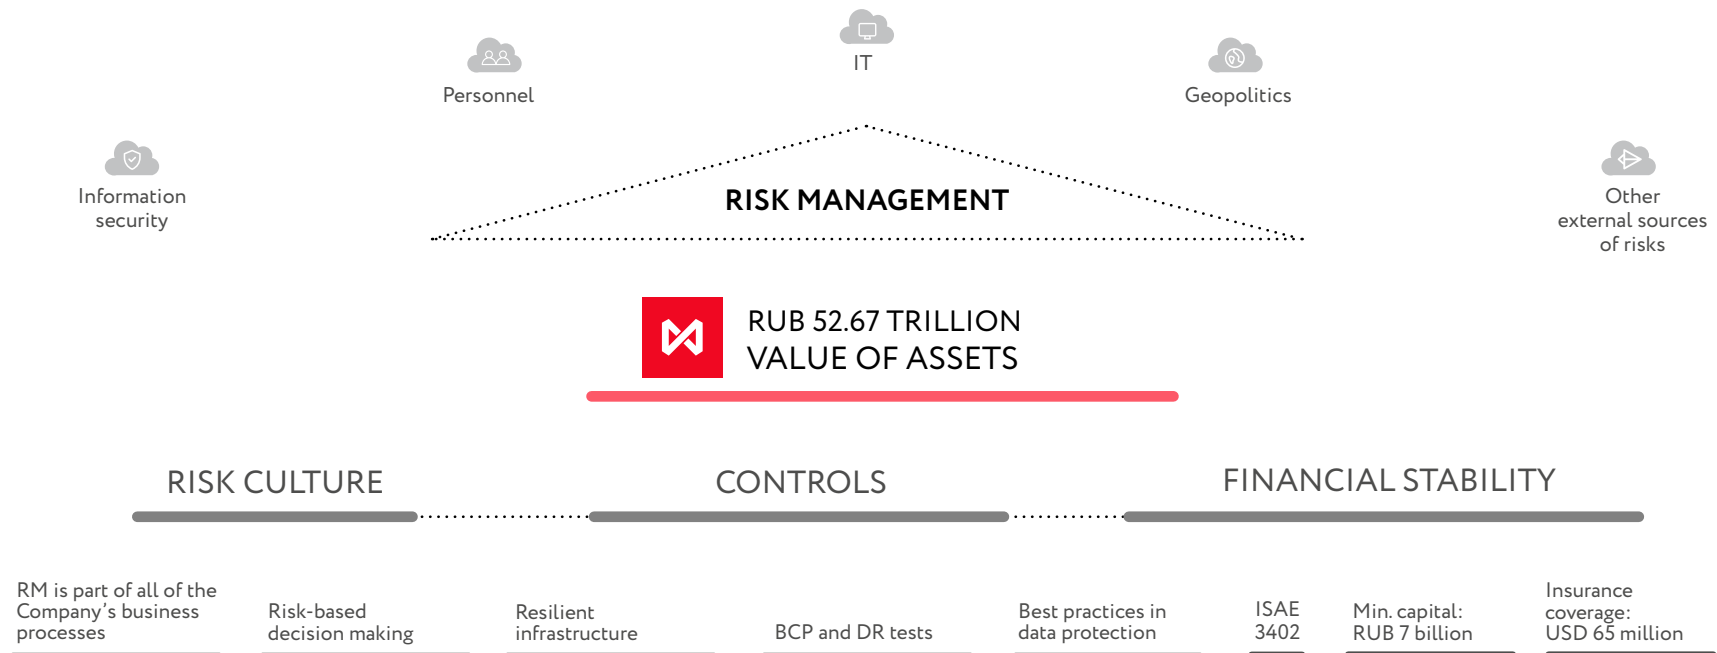 IT
Personnel
Geopolitics
Information
security
RISK MANAGEMENT
Other
external sources
of risks
RUB 52.67 TRILLION
VALUE OF ASSETS
RISK CULTURE
CONTROLS
FINANCIAL STABILITY
RM is part of all of the
Company's business
processes
Risk-based
decision making
Resilient
infrastructure
BCP and DR tests
Best practices in
data protection
ISAE
3402
Min. capital:
RUB 7 billion
Insurance
coverage:
USD 65 million